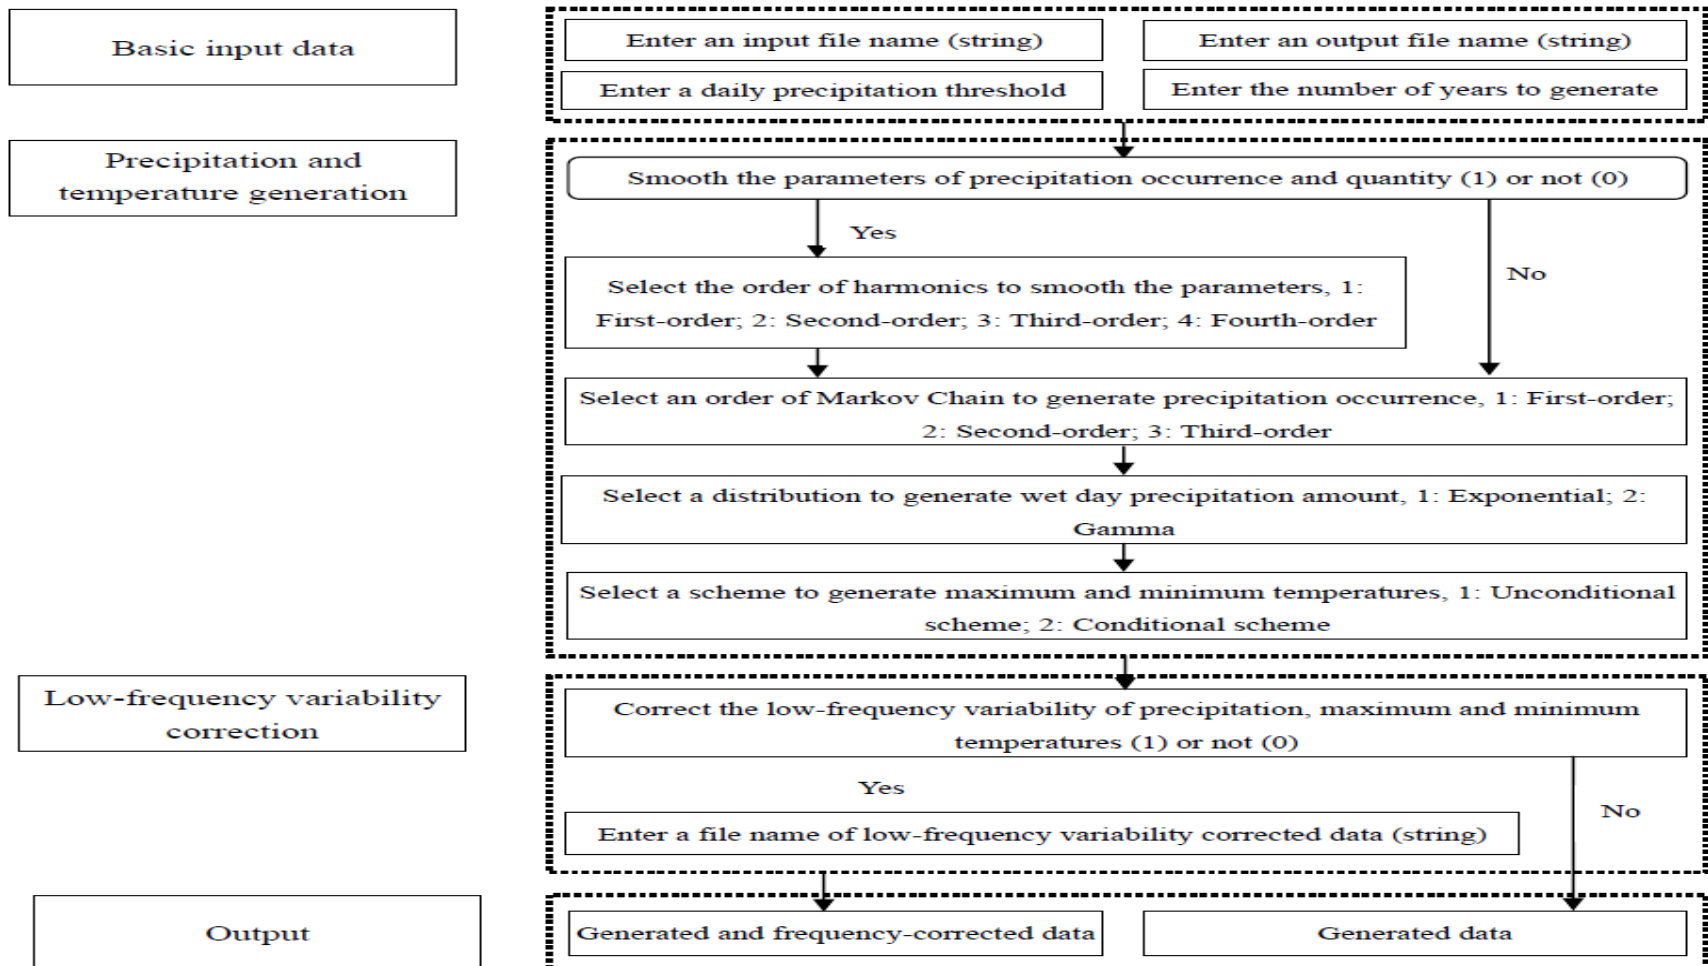 Basic input data
Enter an input file name (string)
Enter an output file name (string)
Enter a daily precipitation threshold
Enter the number of years to generate
Precipitation and
temperature generation
Smooth the parameters of precipitation occurrence and quantity (1) or not (0)
Yes
No
Select the order of harmonics to smooth the parameters, 1:
First-order; 2: Second-order; 3: Third-order; 4: Fourth-order
Select an order of Markov Chain to generate precipitation occurrence, 1: First-order;
2: Second-order; 3: Third-order
Select a distribution to generate wet day precipitation amount, 1: Exponential; 2:
Gamma
Select a scheme to generate maximum and minimum temperatures, 1: Unconditional
scheme; 2: Conditional scheme
Low-frequency variability
correction
Correct the low-frequency variability of precipitation, maximum and minimum
temperatures (1) or not (0)
Yes
No
Enter a file name of low-frequency variability corrected data (string)
Output
Generated and frequency-corrected data
Generated data